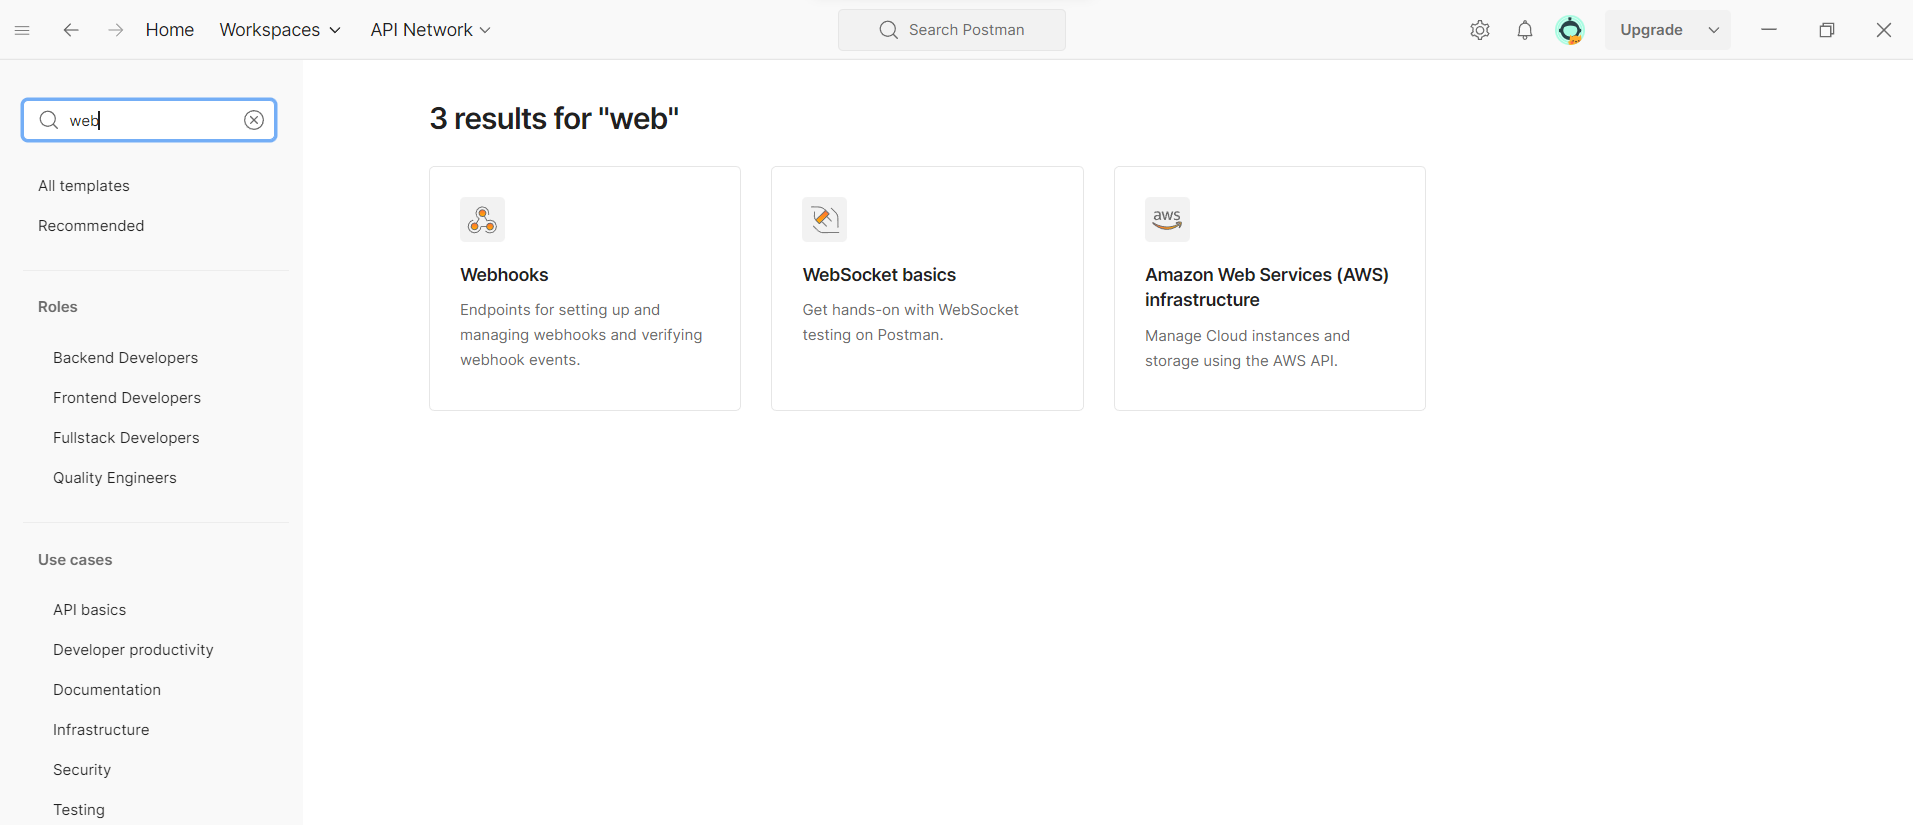 Home Workspaces API Network Search Postman Upgrade
web
All templates
Recommended
Roles
Backend Developers
Frontend Developers
Fullstack Developers
Quality Engineers
Use cases
API basics
Developer productivity
Documentation
Infrastructure
Security
Testing
3 results for "web"
Webhooks
Endpoints for setting up and
managing webhooks and verifying
webhook events.
WebSocket basics
Get hands-on with WebSocket
testing on Postman.
aws
Amazon Web Services (AWS)
infrastructure
Manage Cloud instances and
storage using the AWS API.